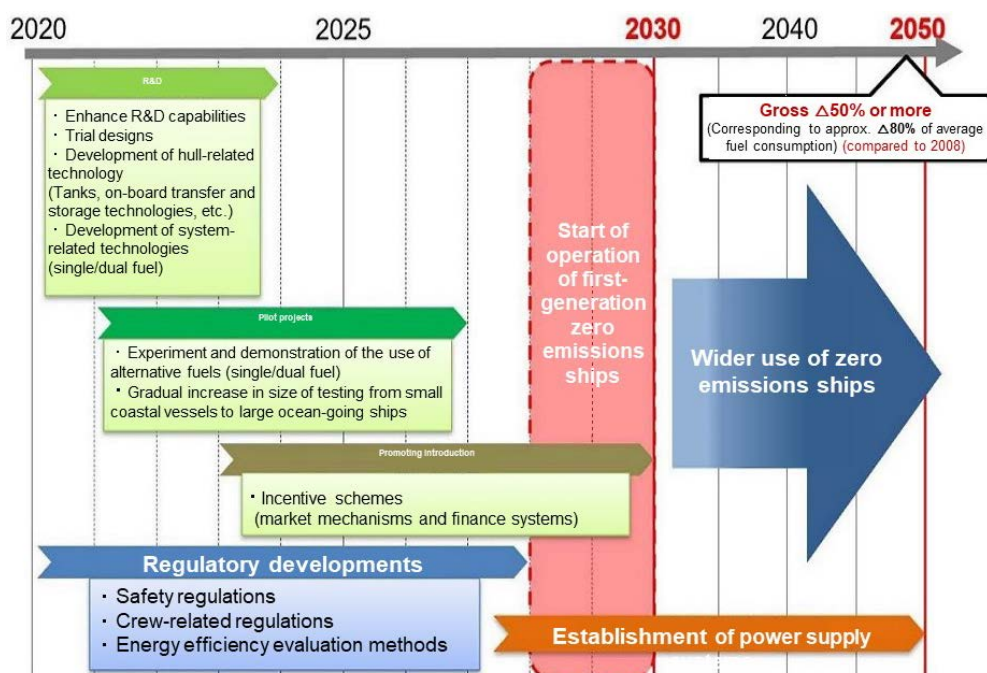 2020
2025
2030
2040
2050
Gross △50% or more
(Corresponding to approx. △80% of average
fuel consumption) (compared to 2008)
R&D
・ Enhance R&D capabilities
・ Trial designs
・ Development of hull-related
technology
(Tanks, on-board transfer and
storage technologies, etc.)
・ Development of system-
related technologies
(single/dual fuel)
Start of
operation
of first-
generation
zero
emissions
ships
Pilot projects
・ Experiment and demonstration of the use of
alternative fuels (single/dual fuel)
・ Gradual increase in size of testing from small
coastal vessels to large ocean-going ships
Wider use of zero
emissions ships
Promoting introduction
・ Incentive schemes
(market mechanisms and finance systems)
Regulatory developments
・ Safety regulations
・ Crew-related regulations
・ Energy efficiency evaluation methods
Establishment of power supply